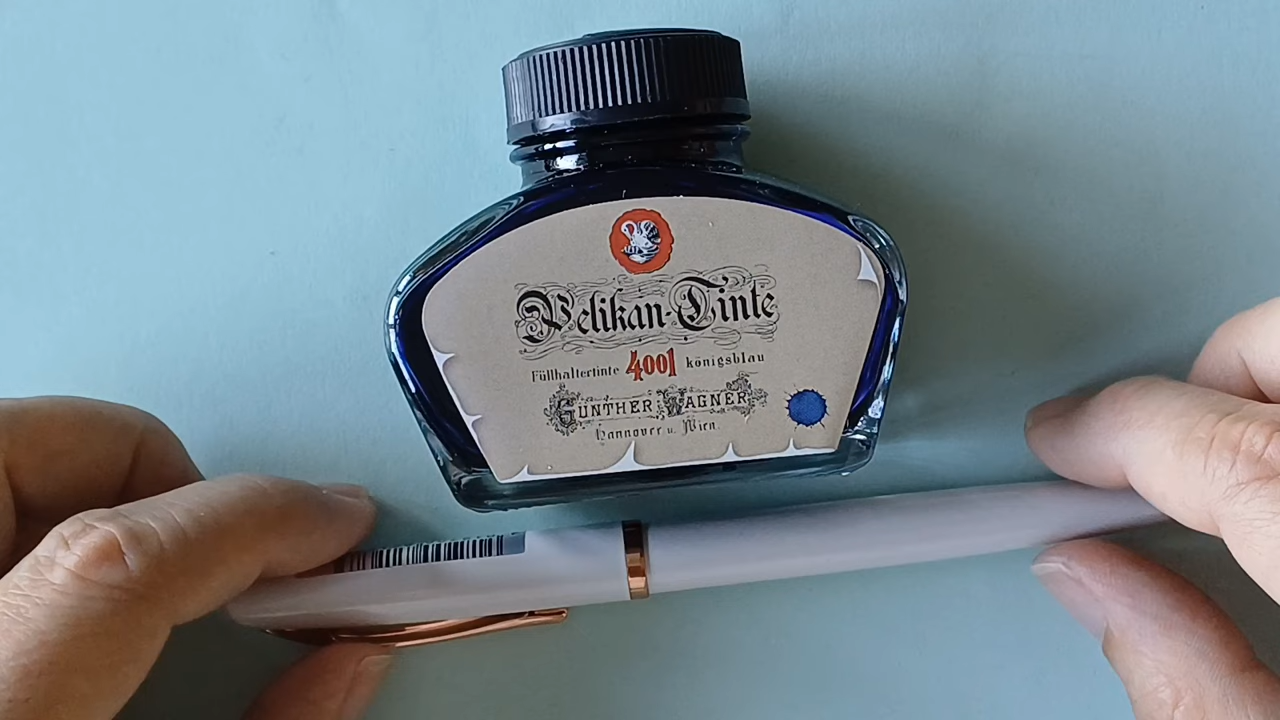 Pelikan-Tinte
Füllhaltertinte 4001 königsblau
GÜNTHER WAGNER
Hannover u. Wien.